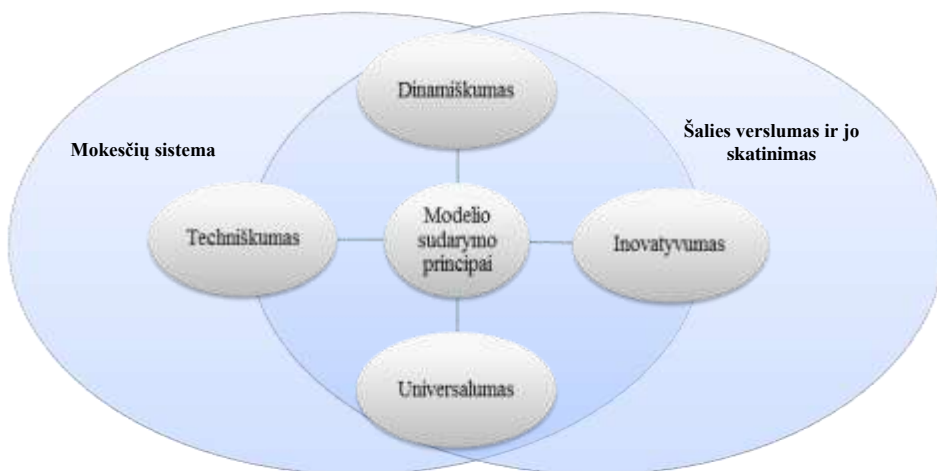 Dinamiškumas
Mokesčių sistema
Šalies verslumas ir jo
skatinimas
Techniškumas
Modelio
sudarymo
principai
Inovatyvumas
Universalumas